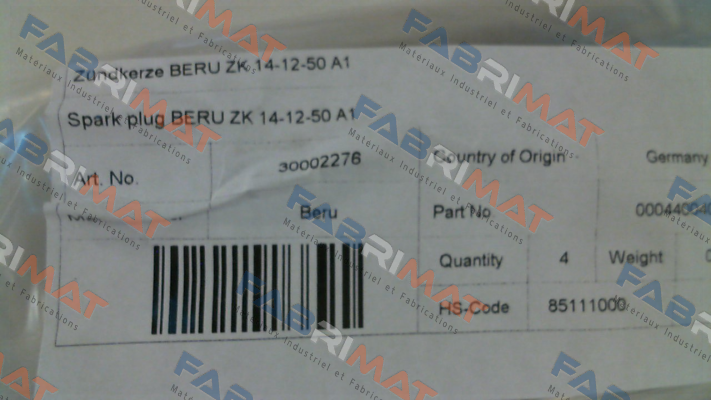 Zündkerze BERU ZK 14-12-50 A1
Spark plug BERU ZK 14-12-50 A1
Art. No. 30002276 Country of Origin Germany
Beru Part No
Quantity 4 Weight
HS-Code 85111000
FABRIMAT
Materiaux Industriel et Fabrications